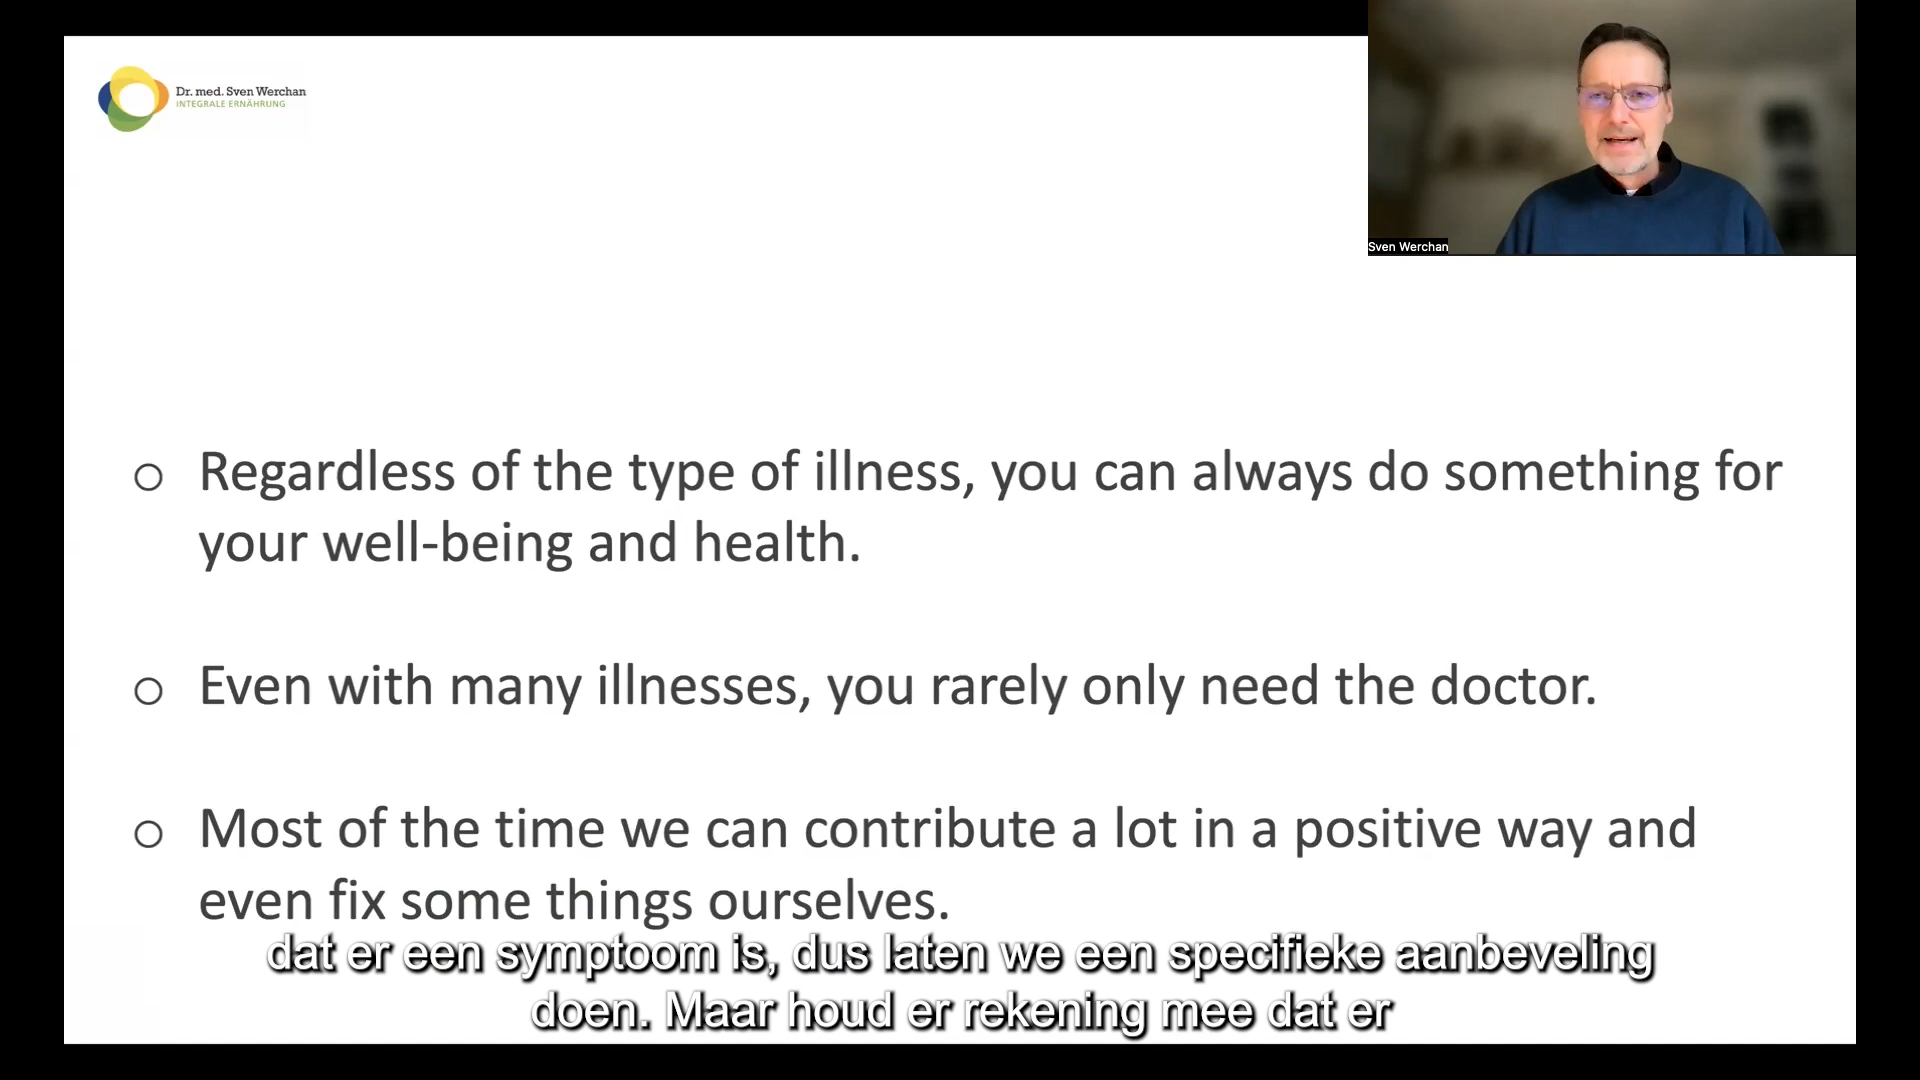 Dr. med. Sven Werchan
INTEGRALE ERNÄHRUNG
Sven Werchan
○ Regardless of the type of illness, you can always do something for
your well-being and health.
○ Even with many illnesses, you rarely only need the doctor.
○ Most of the time we can contribute a lot in a positive way and
even fix some things ourselves.
dat er een symptoom is, dus laten we een specifieke aanbeveling
doen. Maar houd er rekening mee dat er